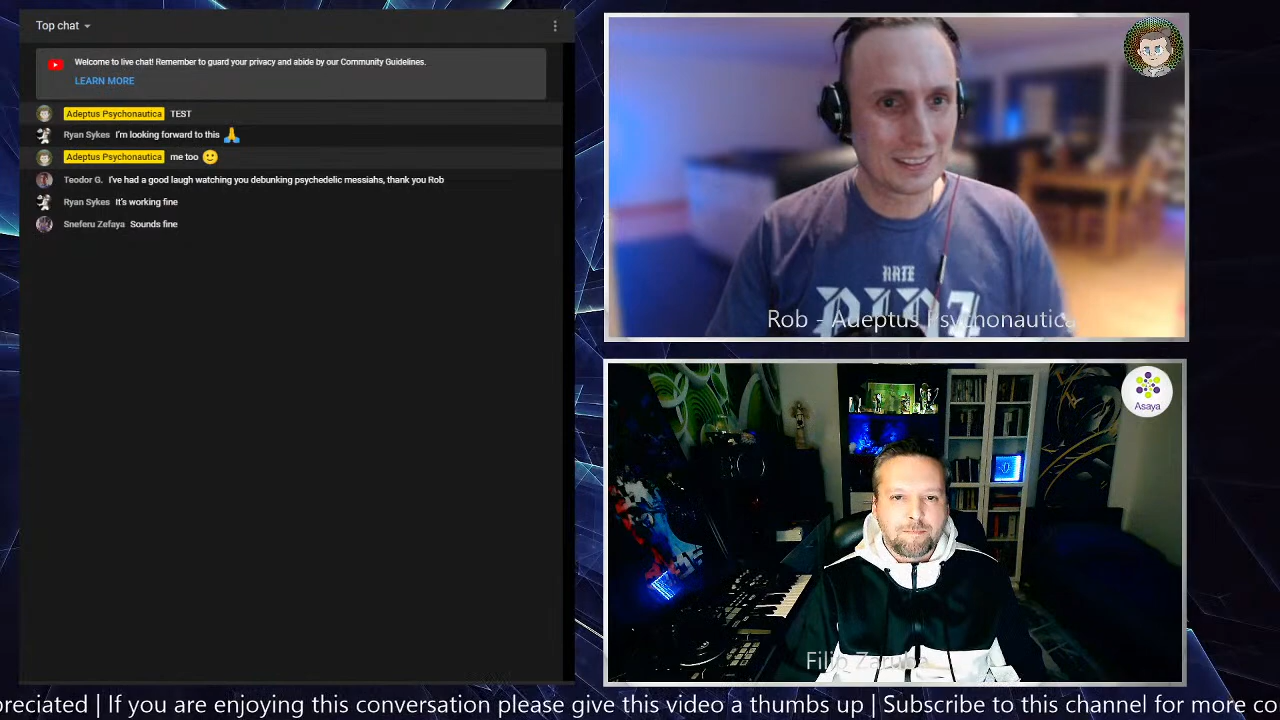 Top chat
Welcome to live chat! Remember to guard your privacy and abide by our Community Guidelines.
LEARN MORE
Adeptus Psychonautica TEST
Ryan Sykes I'm looking forward to this 🙏
Adeptus Psychonautica me too 🙂
Teodor G. I've had a good laugh watching you debunking psychedelic messiahs, thank you Rob
Ryan Sykes It's working fine
Sneferu Zefaya Sounds fine
HATE
Rob - Adeptus Psychonautica
Asaya
Filip Zaruba
preciated | If you are enjoying this conversation please give this video a thumbs up | Subscribe to this channel for more co